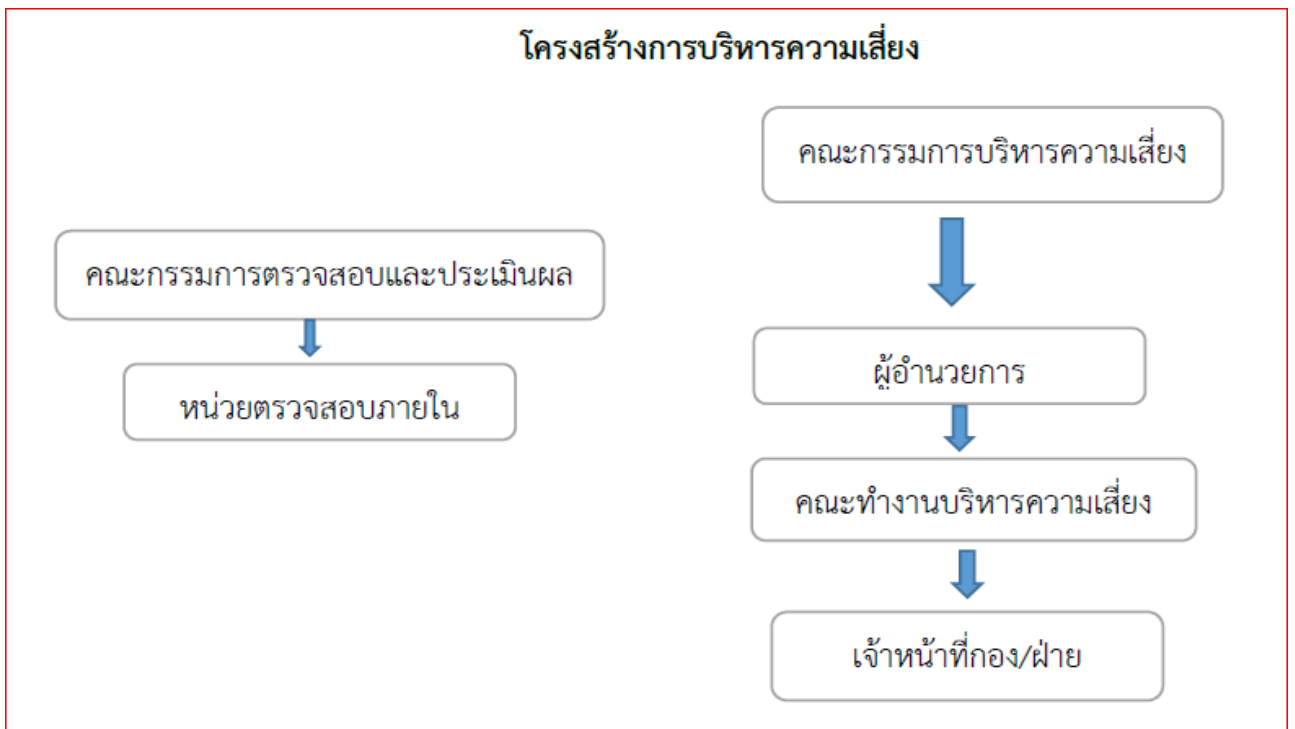 โครงสร้างการบริหารความเสี่ยง
คณะกรรมการบริหารความเสี่ยง
คณะกรรมการตรวจสอบและประเมินผล
ผู้อำนวยการ
หน่วยตรวจสอบภายใน
คณะทำงานบริหารความเสี่ยง
เจ้าหน้าที่กอง/ฝ่าย